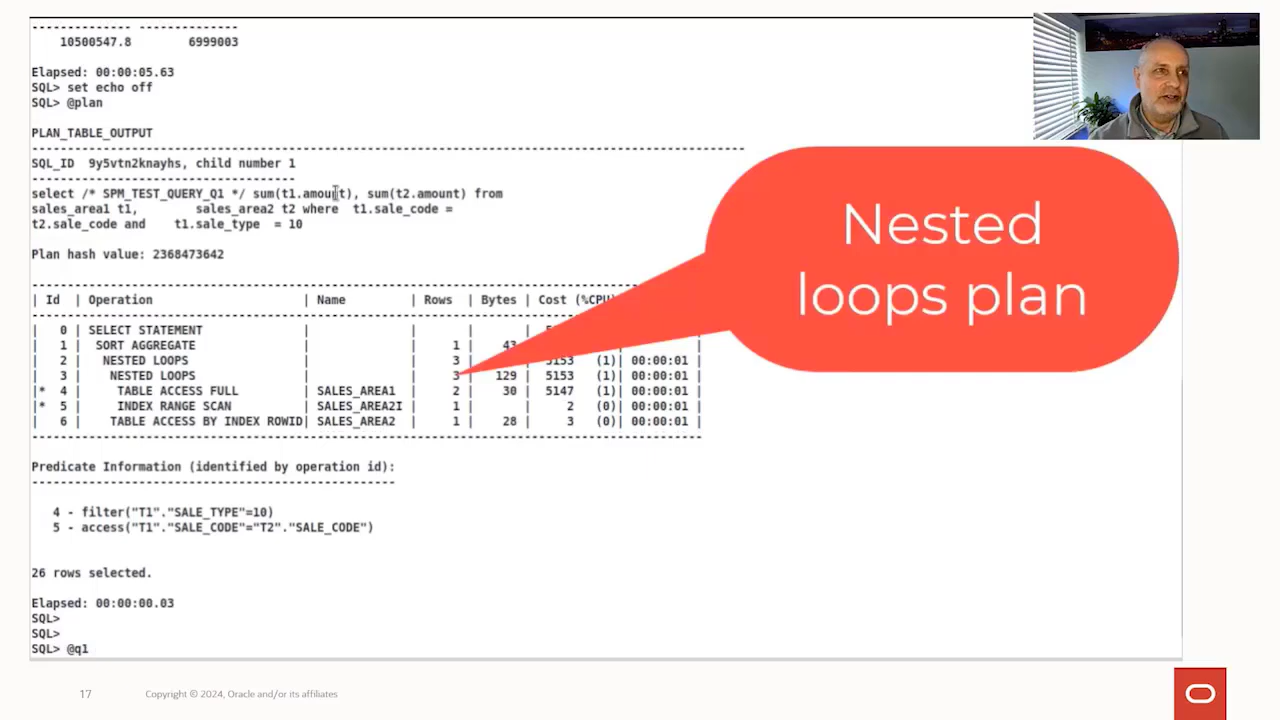 -------------- --------------
10500547.8 6999003
Elapsed: 00:00:05.63
SQL> set echo off
SQL> @plan
PLAN_TABLE_OUTPUT
SQL_ID 9y5vtn2knayhs, child number 1
-------------------------------------
select /* SPM_TEST_QUERY_Q1 */ sum(t1.amount), sum(t2.amount) from
sales_area1 t1, sales_area2 t2 where t1.sale_code =
t2.sale_code and t1.sale_type = 10
Plan hash value: 2368473642
| Id | Operation | Name | Rows | Bytes | Cost (%CPU)
| 0 | SELECT STATEMENT | | |
| 1 | SORT AGGREGATE | | 1 | 43
| 2 | NESTED LOOPS | | 3 | 5153 (1)| 00:00:01 |
| 3 | NESTED LOOPS | | 3 | 129 | 5153 (1)| 00:00:01 |
|* 4 | TABLE ACCESS FULL | SALES_AREA1 | 2 | 30 | 5147 (1)| 00:00:01 |
|* 5 | INDEX RANGE SCAN | SALES_AREA2I | 1 | | 2 (0)| 00:00:01 |
| 6 | TABLE ACCESS BY INDEX ROWID| SALES_AREA2 | 1 | 28 | 3 (0)| 00:00:01 |
Predicate Information (identified by operation id):
---------------------------------------------------
4 - filter("T1"."SALE_TYPE"=10)
5 - access("T1"."SALE_CODE"="T2"."SALE_CODE")
26 rows selected.
Elapsed: 00:00:00.03
SQL>
SQL>
SQL> @q1
Nested
loops plan
17 Copyright © 2024, Oracle and/or its affiliates